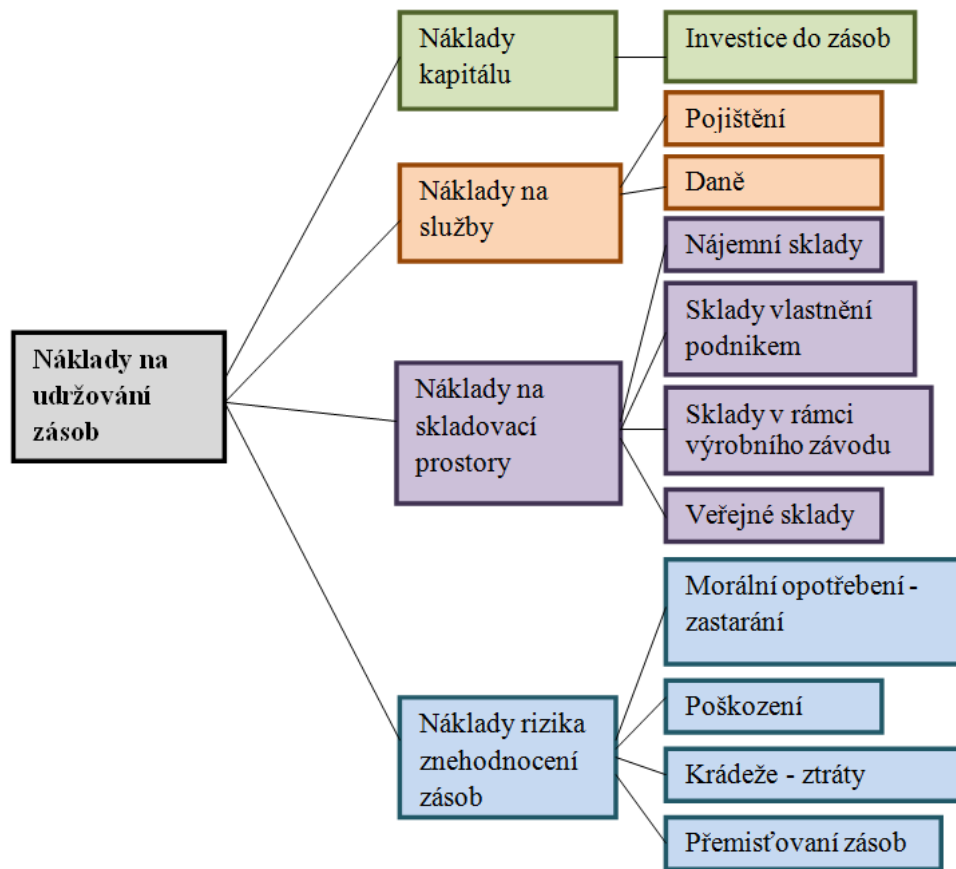 Náklady na
udržování
zásob
Náklady
kapitálu
Investice do zásob
Náklady na
služby
Pojištění
Daně
Náklady na
skladovací
prostory
Nájemní sklady
Sklady vlastnění
podnikem
Sklady v rámci
výrobního závodu
Veřejné sklady
Náklady rizika
znehodnocení
zásob
Morální opotřebení -
zastarání
Poškození
Krádeže - ztráty
Přemisťovaní zásob